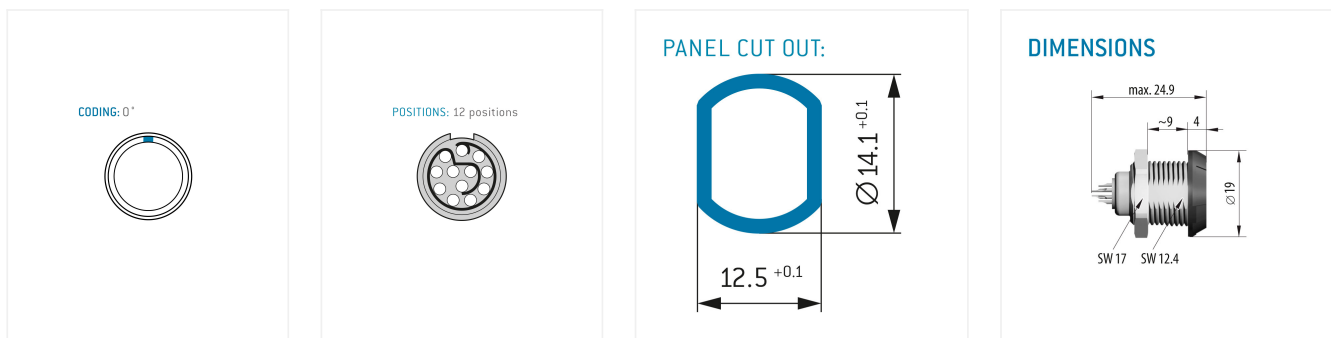 CODING: 0°
POSITIONS: 12 positions
PANEL CUT OUT:
Ø 14.1 +0.1
12.5 +0.1
DIMENSIONS
max. 24.9
~9
4
Ø19
SW 17
SW 12.4